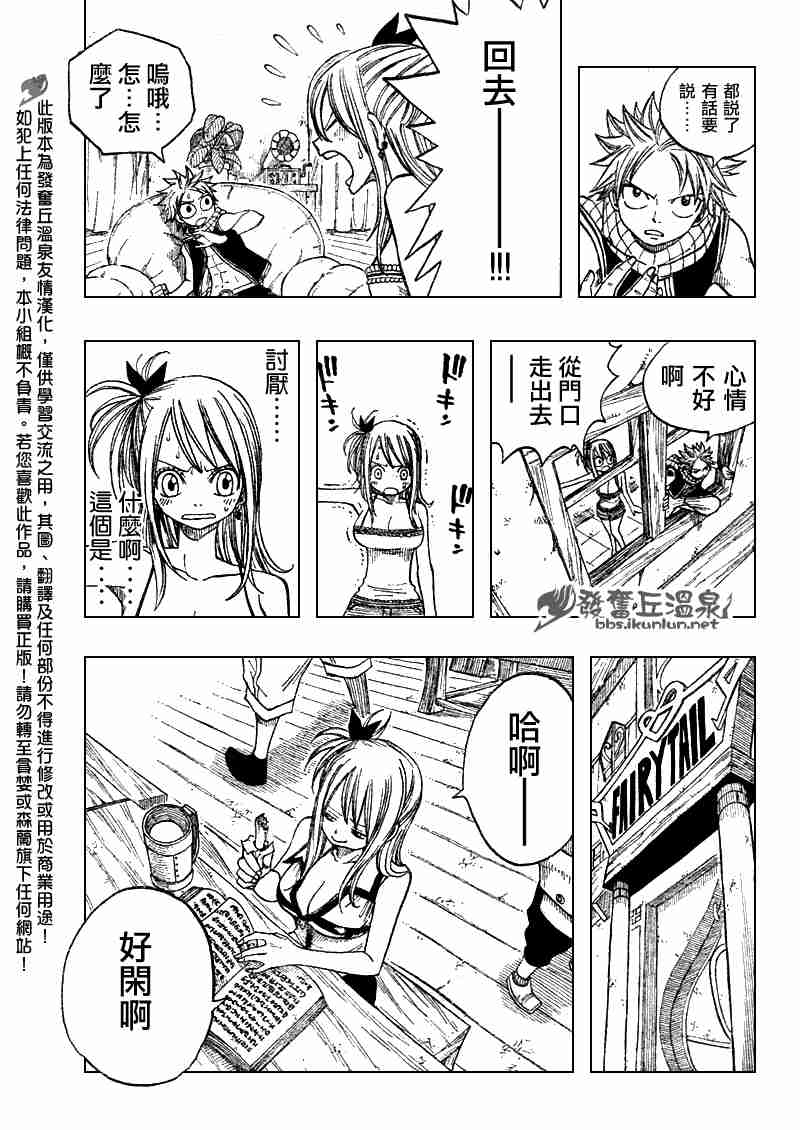 都說了
有話要
說……
回去——!!!
嗚哦…
怎…怎
麼了
心情
不好
啊
從門口
走出去
——
ドキ
ドキ
討厭……
什麼啊
這個是……
發奮丘溫泉
bbs.ikunlun.net
FAIRYTAIL
哈啊——
好閑啊
此版本為發奮丘溫泉友情漢化，僅供學習交流之用，其圖、翻譯及任何部份不得進行修改或用於商業用途！
如犯上任何法律問題，本小組概不負責。若您喜歡此作品，請購買正版！請勿轉至貪婪或森蘭旗下任何網站！